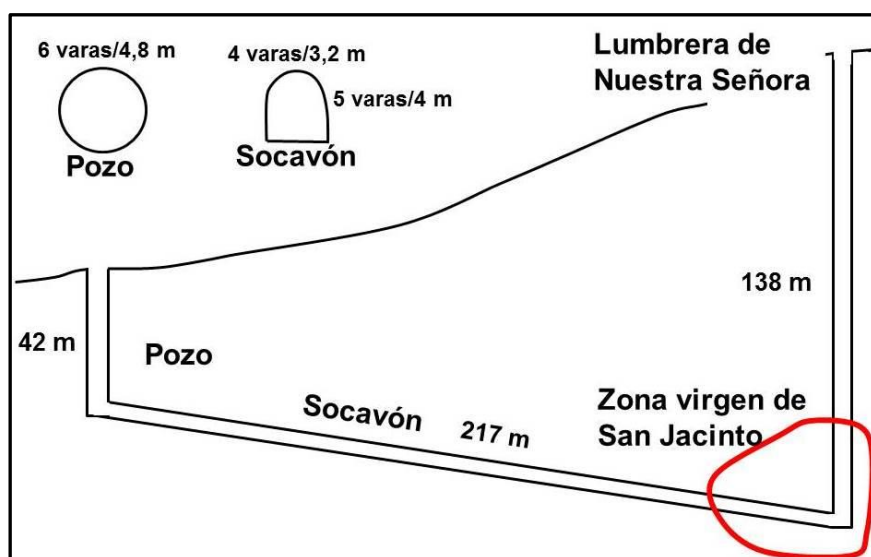 6 varas/4,8 m
Pozo
4 varas/3,2 m
5 varas/4 m
Socavón
Lumbrera de
Nuestra Señora
138 m
42 m
Pozo
Socavón
217 m
Zona virgen de
San Jacinto